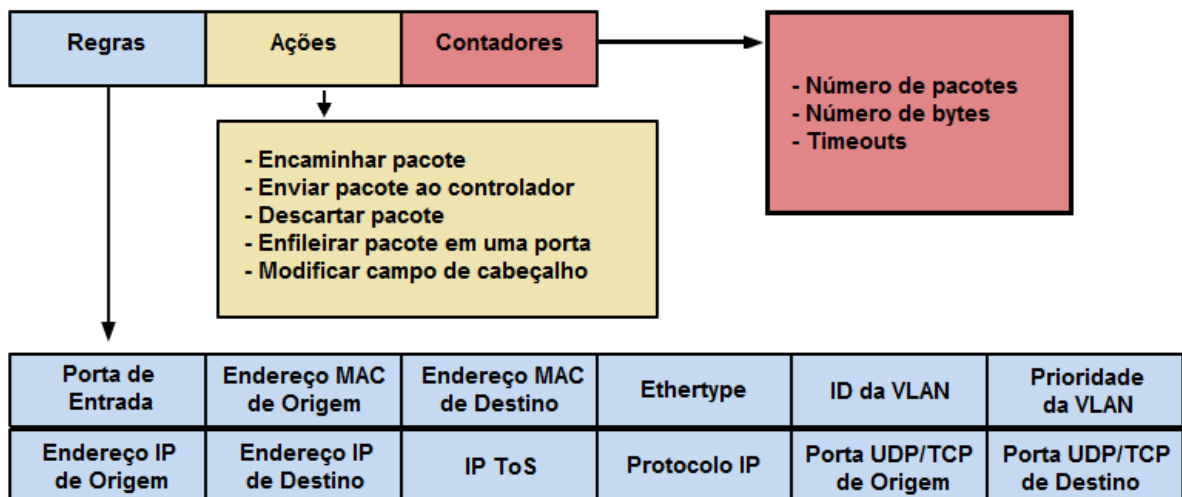 Regras
Ações
Contadores
- Número de pacotes
- Número de bytes
- Timeouts
- Encaminhar pacote
- Enviar pacote ao controlador
- Descartar pacote
- Enfileirar pacote em uma porta
- Modificar campo de cabeçalho
Porta de
Entrada
Endereço MAC
de Origem
Endereço MAC
de Destino
Ethertype
ID da VLAN
Prioridade
da VLAN
Endereço IP
de Origem
Endereço IP
de Destino
IP ToS
Protocolo IP
Porta UDP/TCP
de Origem
Porta UDP/TCP
de Destino